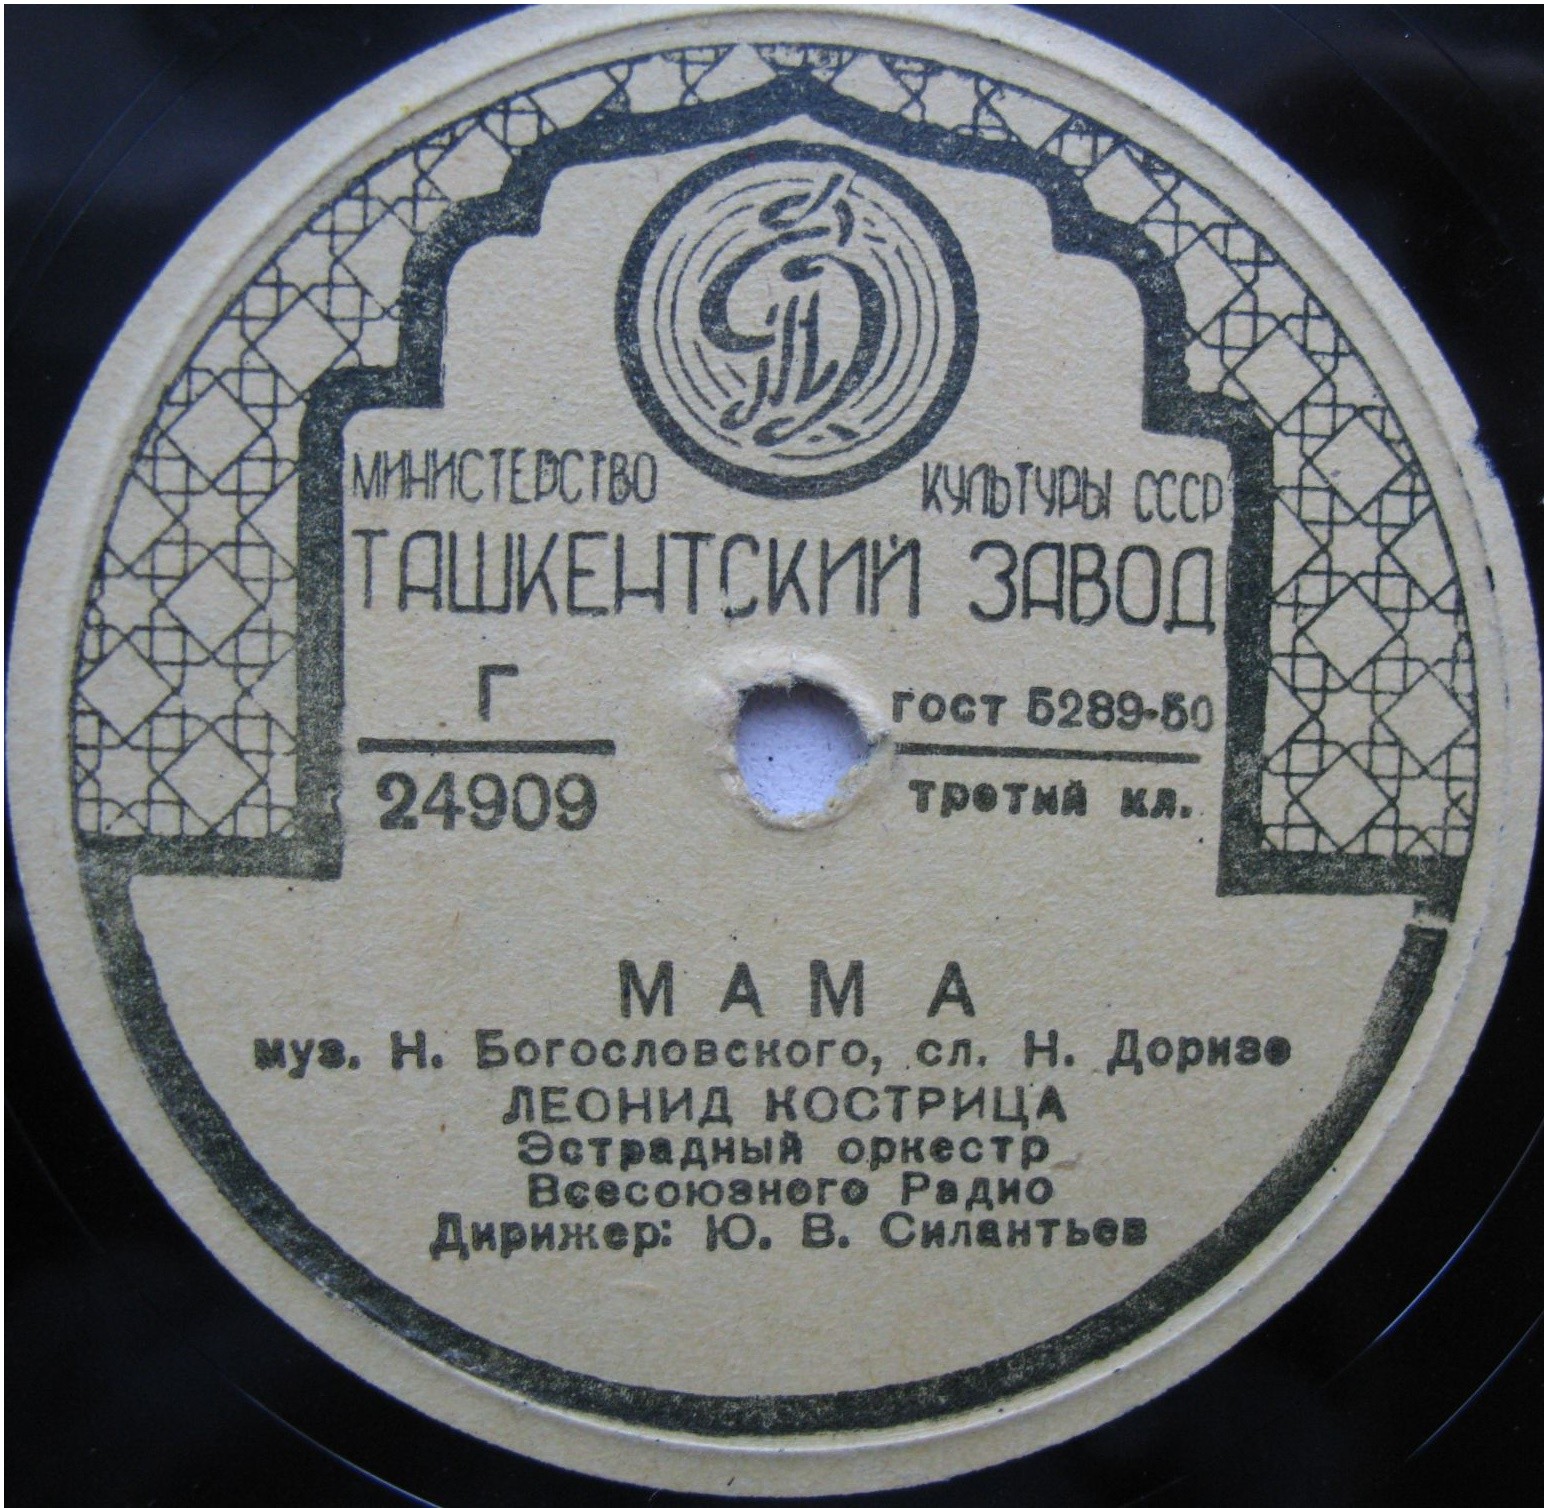 МИНИСТЕРСТВО КУЛЬТУРЫ СССР
ТАШКЕНТСКИЙ ЗАВОД
Г
24909
ГОСТ 5289-50
третий кл.
МАМА
муз. Н. Богословского, сл. Н. Доризо
ЛЕОНИД КОСТРИЦА
Эстрадный оркестр
Всесоюзного Радио
Дирижер: Ю. В. Силантьев